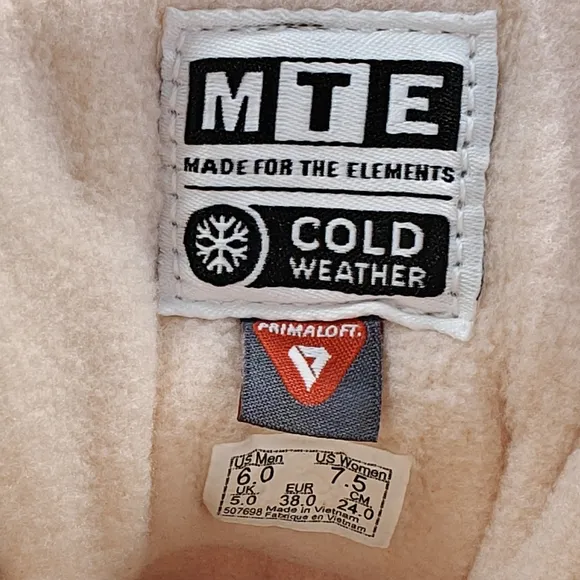 MTE
MADE FOR THE ELEMENTS
COLD
WEATHER
PRIMALOFT.
US Men US Women
6.0 7.5
UK EUR CM
5.0 38.0 24.0
507698 Made in Vietnam
Fabriqué en Vietnam